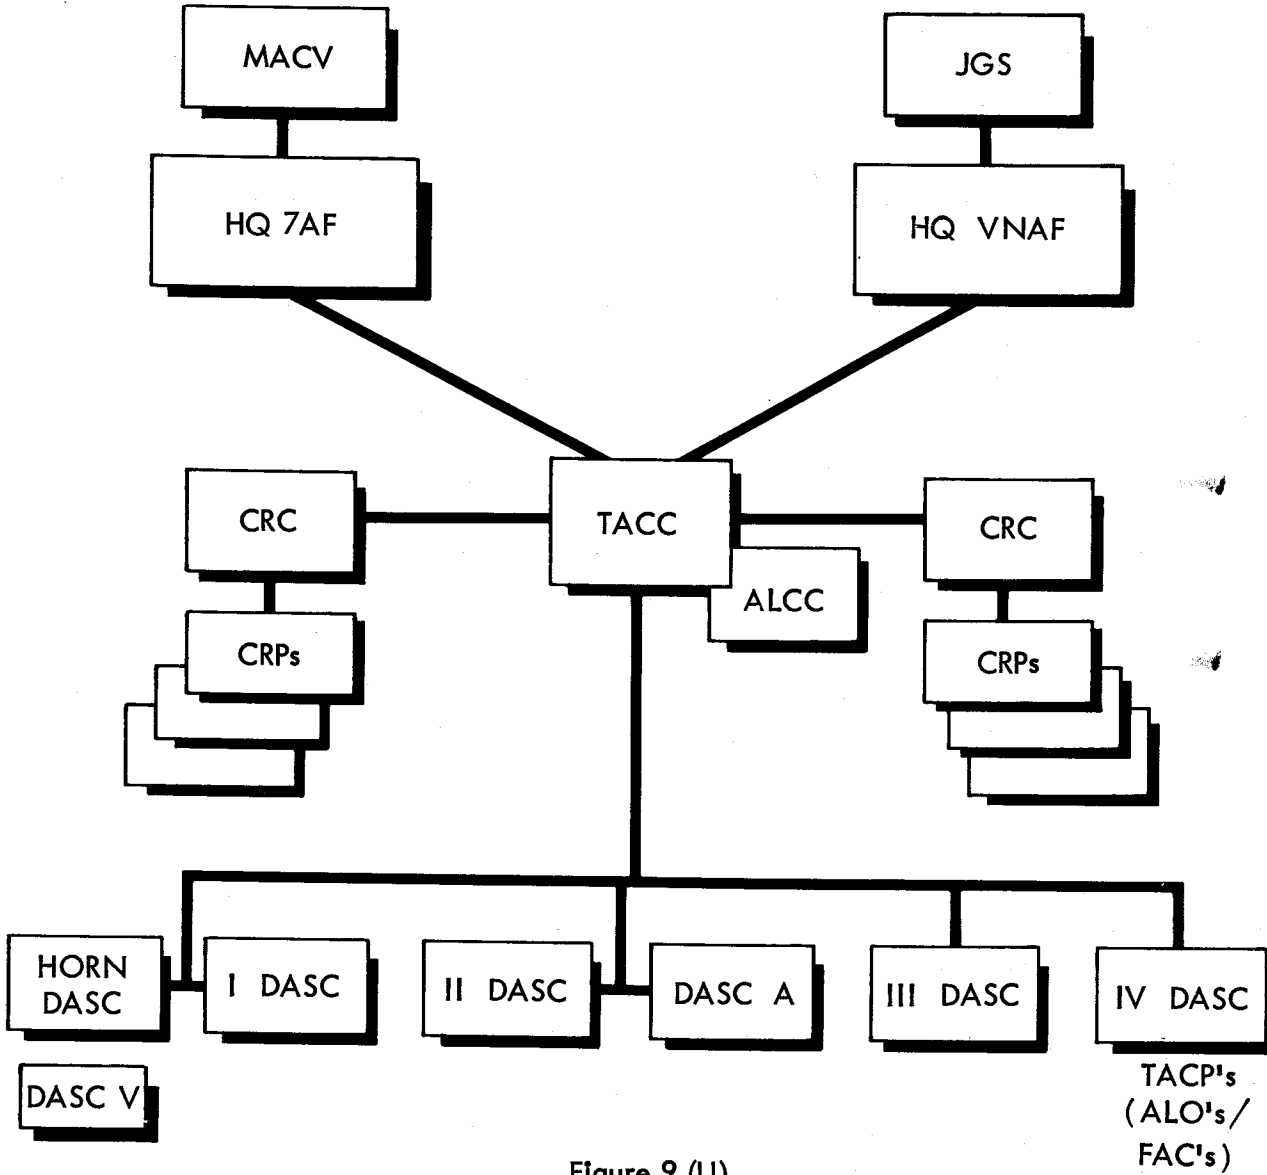 MACV
JGS
HQ 7AF
HQ VNAF
CRC
TACC
CRC
ALCC
CRPs
CRPs
HORN
DASC
I DASC
II DASC
DASC A
III DASC
IV DASC
DASC V
TACP's
(ALO's/
FAC's)
Figure 9 (U)